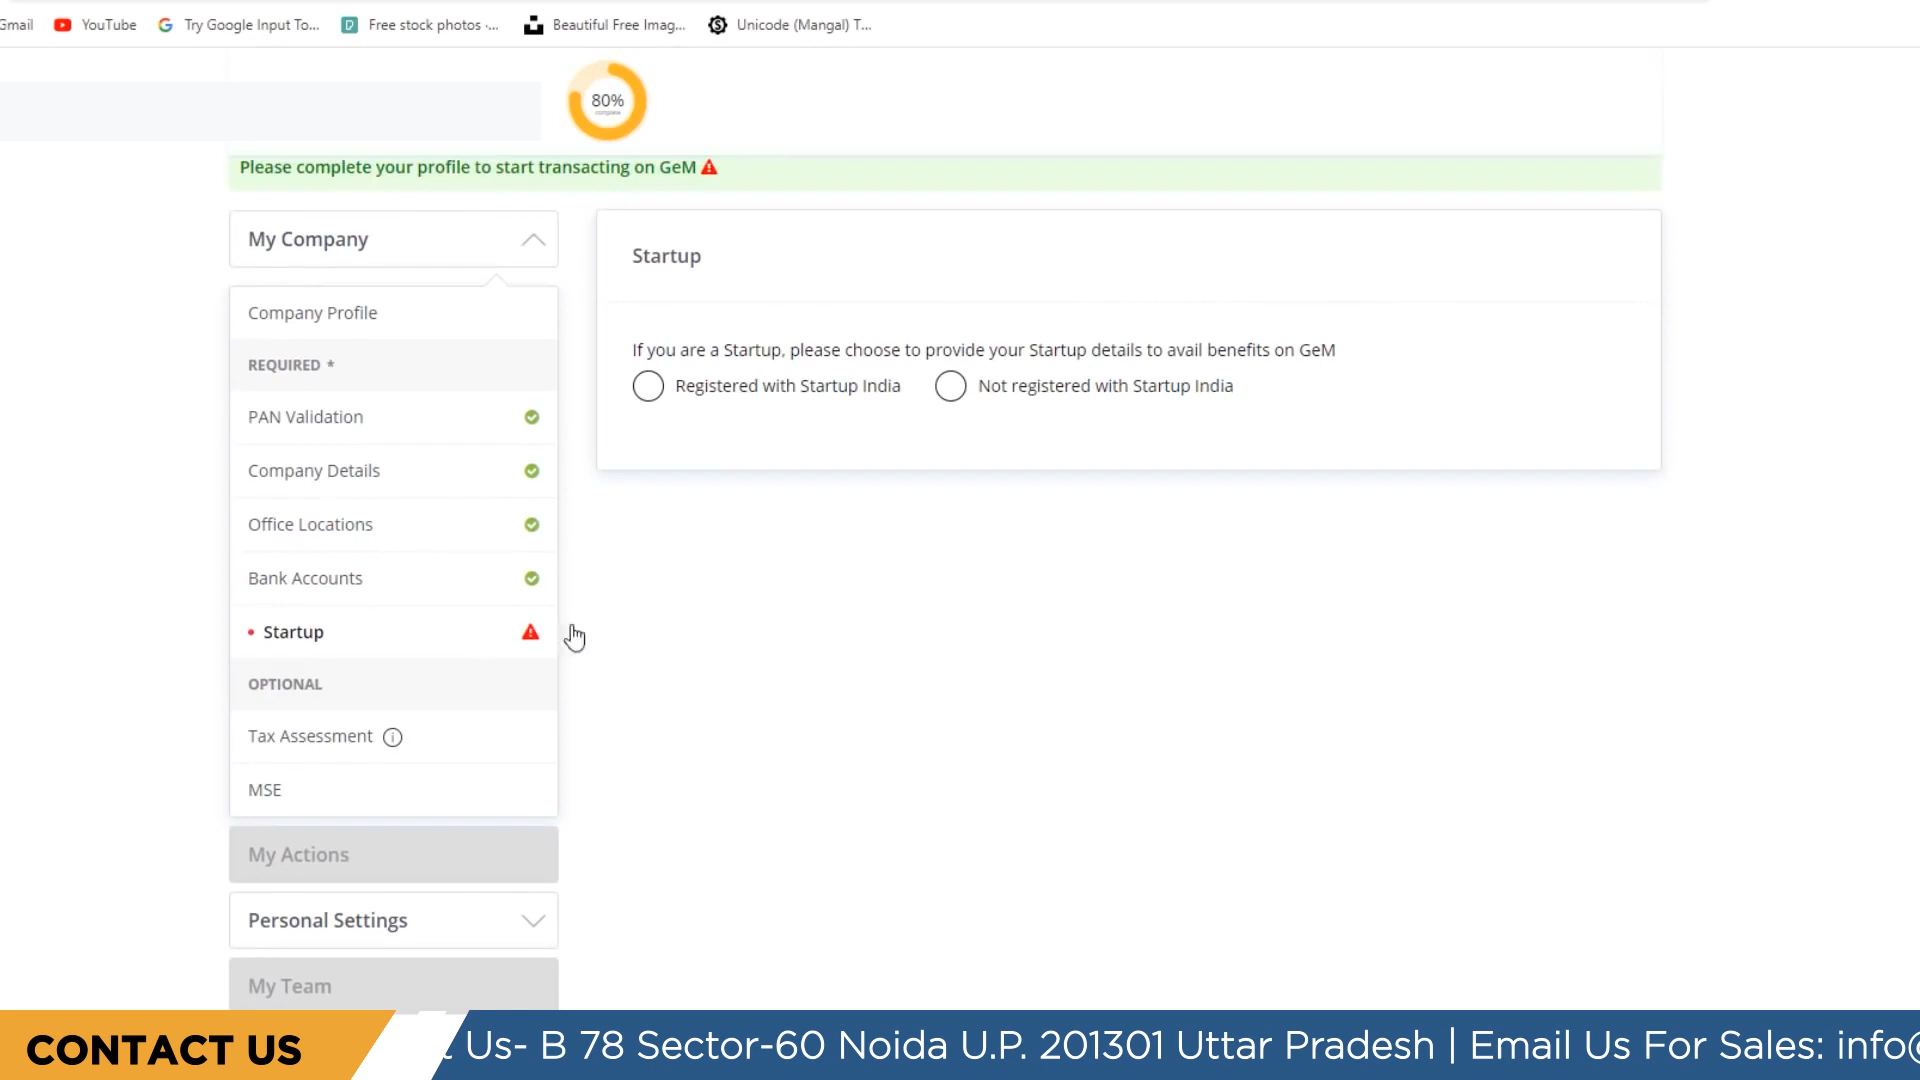 Gmail YouTube Try Google Input To... Free stock photos ·... Beautiful Free Imag... Unicode (Mangal) T...
80%
complete
Please complete your profile to start transacting on GeM
My Company
Startup
Company Profile
REQUIRED *
If you are a Startup, please choose to provide your Startup details to avail benefits on GeM
Registered with Startup India Not registered with Startup India
PAN Validation
Company Details
Office Locations
Bank Accounts
• Startup
OPTIONAL
Tax Assessment
MSE
My Actions
Personal Settings
My Team
CONTACT US t Us- B 78 Sector-60 Noida U.P. 201301 Uttar Pradesh | Email Us For Sales: info@